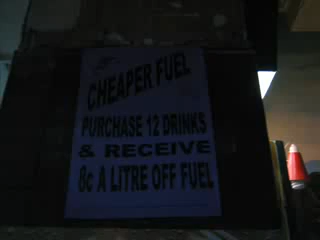 CHEAPER FUEL
PURCHASE 12 DRINKS
& RECEIVE
8c A LITRE OFF FUEL